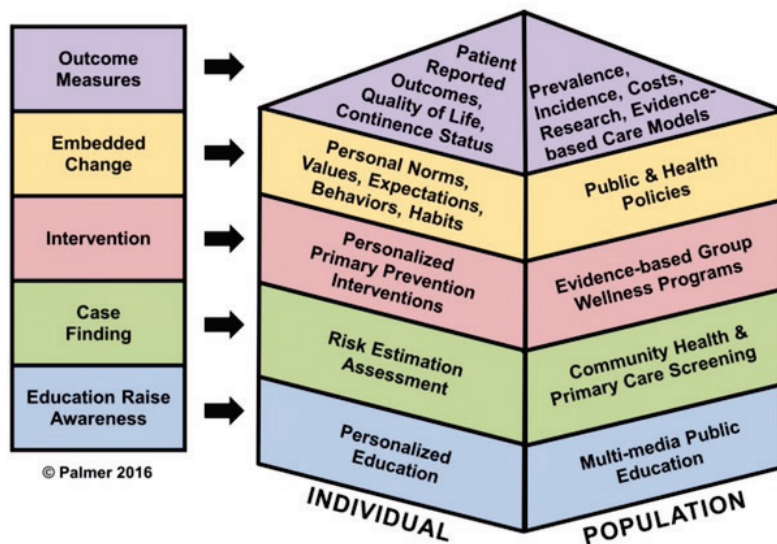 Outcome
Measures
Embedded
Change
Intervention
Case
Finding
Education Raise
Awareness
© Palmer 2016
Patient
Reported
Outcomes,
Quality of Life,
Continence Status
Prevalence,
Incidence, Costs,
Research, Evidence-
based Care Models
Personal Norms,
Values, Expectations,
Behaviors, Habits
Public & Health
Policies
Personalized
Primary Prevention
Interventions
Evidence-based Group
Wellness Programs
Risk Estimation
Assessment
Community Health &
Primary Care Screening
Personalized
Education
Multi-media Public
Education
INDIVIDUAL
POPULATION